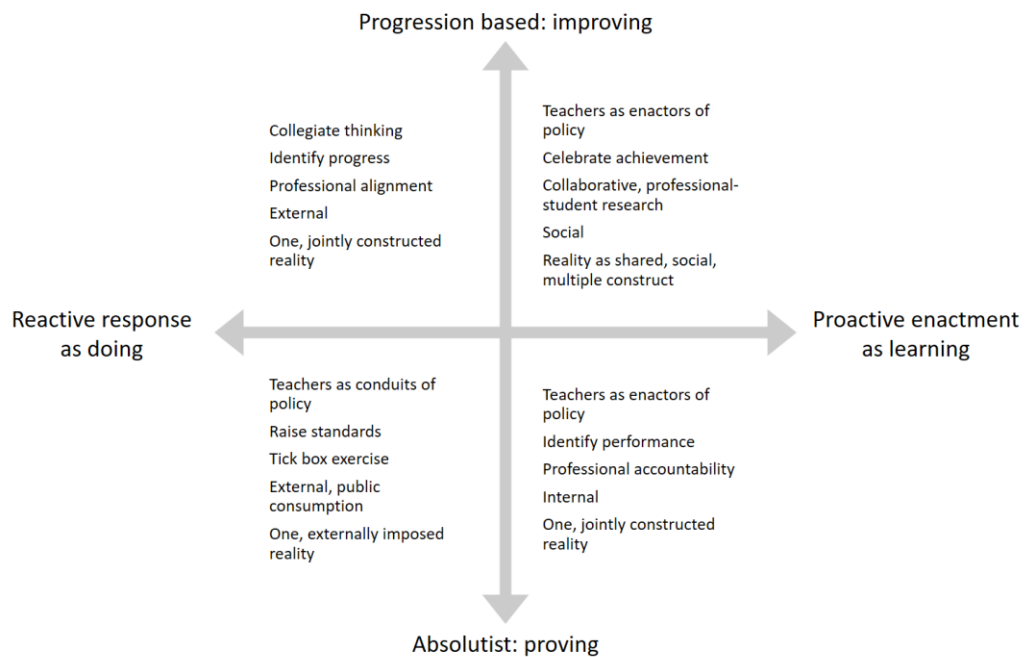 Progression based: improving
Collegiate thinking
Identify progress
Professional alignment
External
One, jointly constructed
reality
Teachers as enactors of
policy
Celebrate achievement
Collaborative, professional-
student research
Social
Reality as shared, social,
multiple construct
Reactive response
as doing
Proactive enactment
as learning
Teachers as conduits of
policy
Raise standards
Tick box exercise
External, public
consumption
One, externally imposed
reality
Teachers as enactors of
policy
Identify performance
Professional accountability
Internal
One, jointly constructed
reality
Absolutist: proving